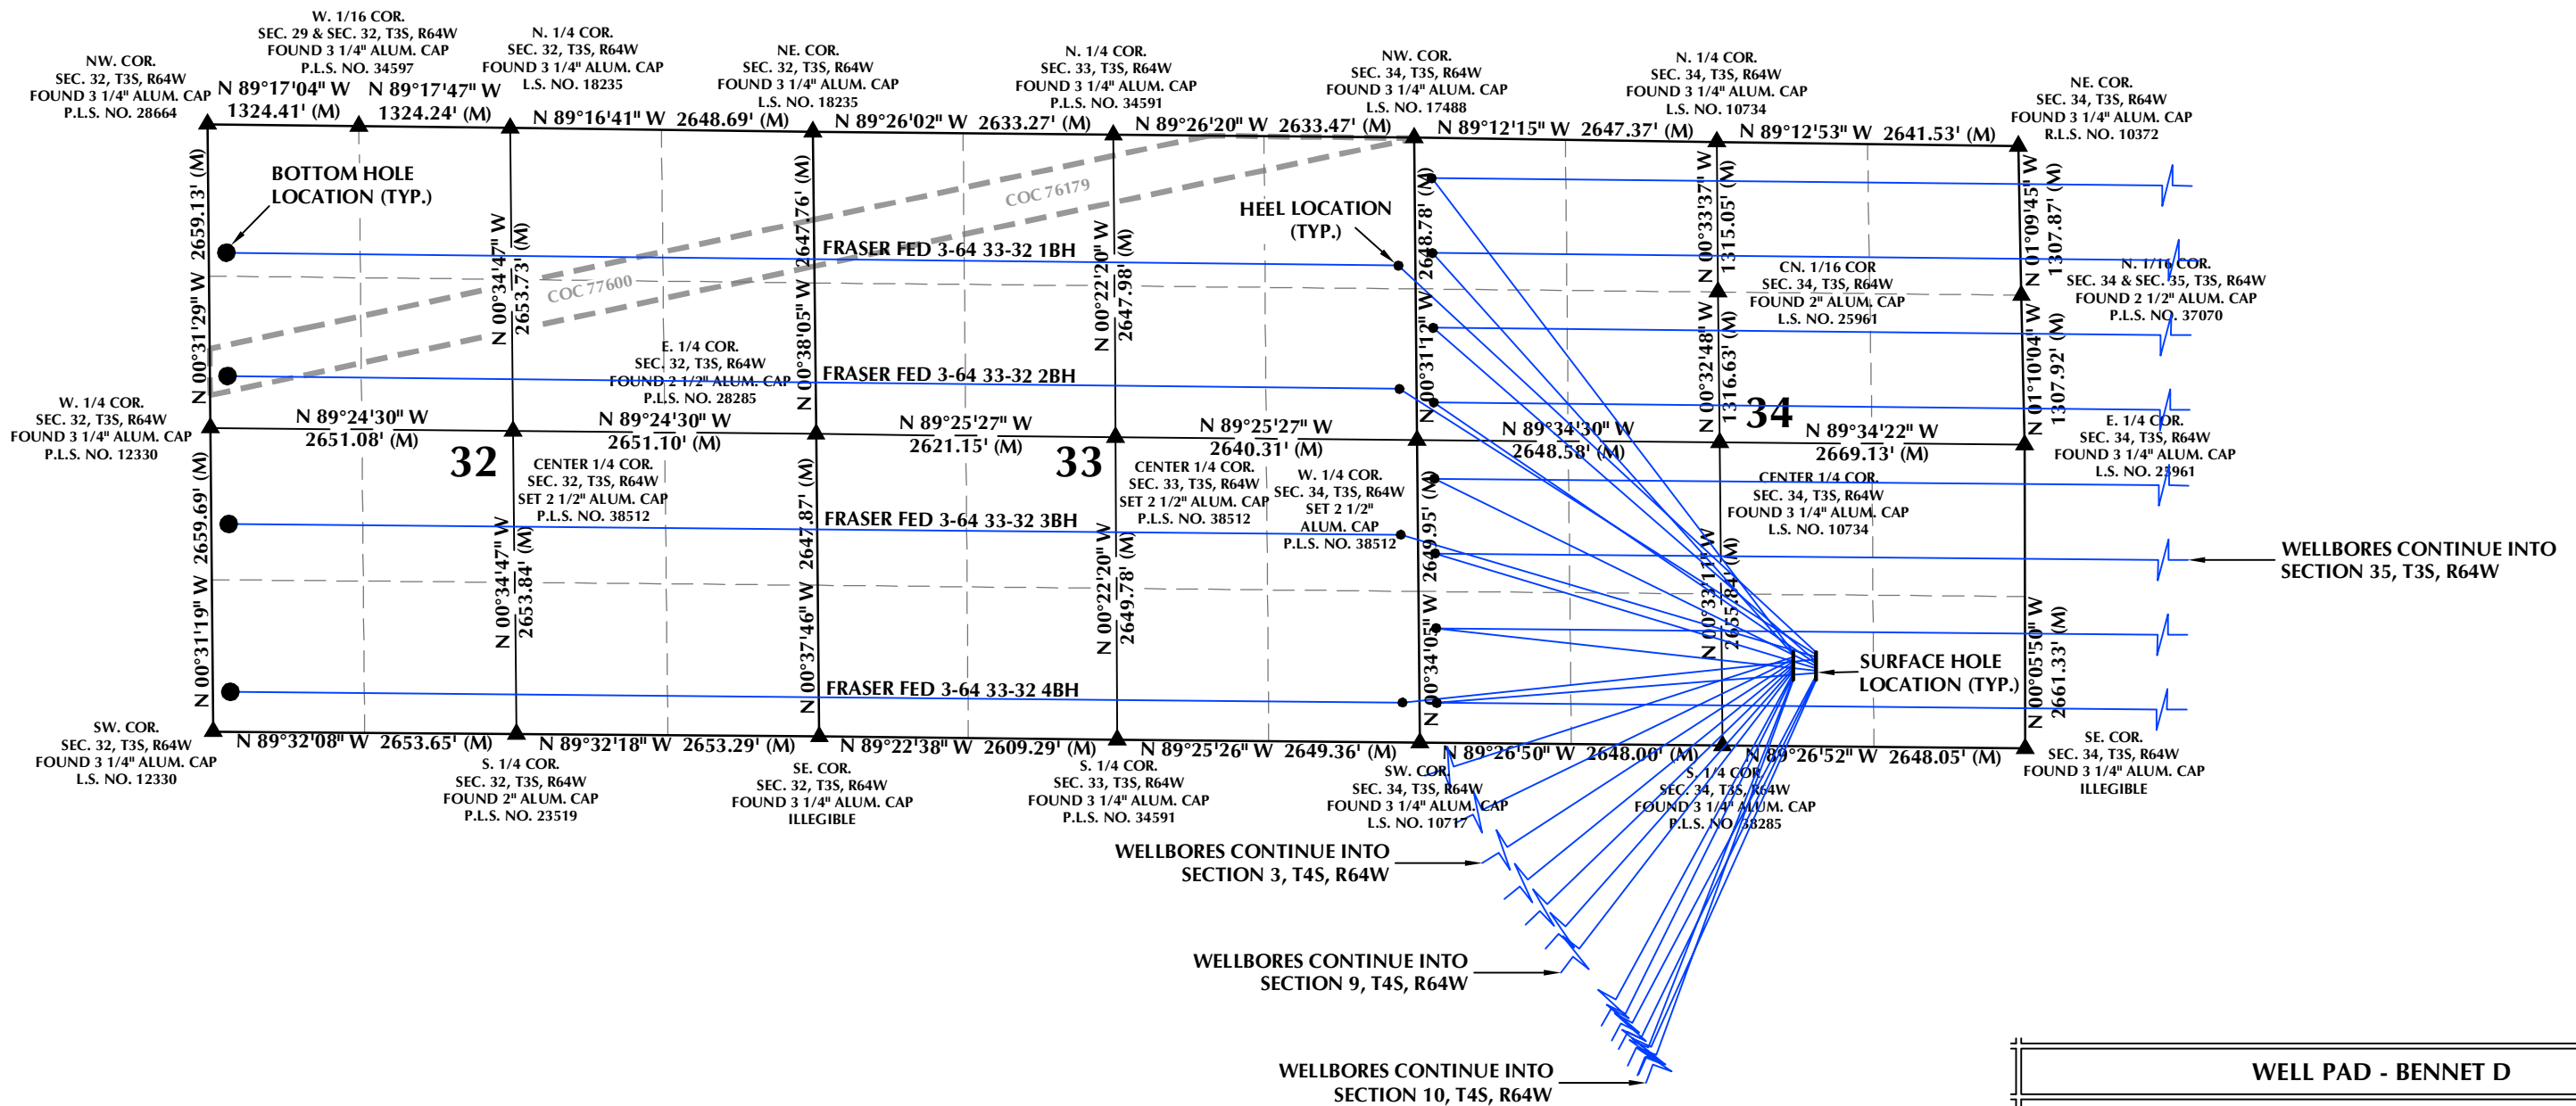 W. 1/16 COR.
SEC. 29 & SEC. 32, T3S, R64W
FOUND 3 1/4" ALUM. CAP
P.L.S. NO. 34597
N. 1/4 COR.
SEC. 32, T3S, R64W
FOUND 3 1/4" ALUM. CAP
L.S. NO. 18235
NE. COR.
SEC. 32, T3S, R64W
FOUND 3 1/4" ALUM. CAP
L.S. NO. 18235
N. 1/4 COR.
SEC. 33, T3S, R64W
FOUND 3 1/4" ALUM. CAP
P.L.S. NO. 34591
NW. COR.
SEC. 34, T3S, R64W
FOUND 3 1/4" ALUM. CAP
L.S. NO. 17488
N. 1/4 COR.
SEC. 34, T3S, R64W
FOUND 3 1/4" ALUM. CAP
L.S. NO. 10734
NE. COR.
SEC. 34, T3S, R64W
FOUND 3 1/4" ALUM. CAP
R.L.S. NO. 10372
NW. COR.
SEC. 32, T3S, R64W
FOUND 3 1/4" ALUM. CAP
P.L.S. NO. 28664
N 89°17'04" W
1324.41' (M)
N 89°17'47" W
1324.24' (M)
N 89°16'41" W 2648.69' (M)
N 89°26'02" W 2633.27' (M)
N 89°26'20" W 2633.47' (M)
N 89°12'15" W 2647.37' (M)
N 89°12'53" W 2641.53' (M)
BOTTOM HOLE
LOCATION (TYP.)
COC 76179
HEEL LOCATION
(TYP.)
N 00°31'29" W 2659.13' (M)
N 00°34'47" W
2653.73' (M)
N 00°38'05" W 2647.76' (M)
N 00°22'20" W
2647.98' (M)
N 00°31'12" W 2648.78' (M)
N 00°33'37" W
1315.05' (M)
N 01°09'45" W
1307.87' (M)
FRASER FED 3-64 33-32 1BH
COC 77600
CN. 1/16 COR
SEC. 34, T3S, R64W
FOUND 2" ALUM. CAP
L.S. NO. 25961
N. 1/16 COR.
SEC. 34 & SEC. 35, T3S, R64W
FOUND 2 1/2" ALUM. CAP
P.L.S. NO. 37070
N 00°32'48" W
1316.63' (M)
N 01°10'04" W
1307.92' (M)
E. 1/4 COR.
SEC. 32, T3S, R64W
FOUND 2 1/2" ALUM. CAP
P.L.S. NO. 28285
FRASER FED 3-64 33-32 2BH
W. 1/4 COR.
SEC. 32, T3S, R64W
FOUND 3 1/4" ALUM. CAP
P.L.S. NO. 12330
N 89°24'30" W
2651.08' (M)
N 89°24'30" W
2651.10' (M)
N 89°25'27" W
2621.15' (M)
N 89°25'27" W
2640.31' (M)
N 89°34'30" W
2648.58' (M)
N 89°34'22" W
2669.13' (M)
E. 1/4 COR.
SEC. 34, T3S, R64W
FOUND 3 1/4" ALUM. CAP
L.S. NO. 25961
32
33
34
CENTER 1/4 COR.
SEC. 32, T3S, R64W
SET 2 1/2" ALUM. CAP
P.L.S. NO. 38512
CENTER 1/4 COR.
SEC. 33, T3S, R64W
SET 2 1/2" ALUM. CAP
P.L.S. NO. 38512
W. 1/4 COR.
SEC. 34, T3S, R64W
SET 2 1/2"
ALUM. CAP
P.L.S. NO. 38512
CENTER 1/4 COR.
SEC. 34, T3S, R64W
FOUND 3 1/4" ALUM. CAP
L.S. NO. 10734
N 00°31'19" W 2659.69' (M)
N 00°34'47" W
2653.84' (M)
N 00°37'46" W 2647.87' (M)
N 00°22'20" W
2649.78' (M)
N 00°34'05" W 2649.95' (M)
N 00°33'11" W
2655.84' (M)
N 00°05'50" W
2661.33' (M)
FRASER FED 3-64 33-32 3BH
WELLBORES CONTINUE INTO
SECTION 35, T3S, R64W
FRASER FED 3-64 33-32 4BH
SURFACE HOLE
LOCATION (TYP.)
SW. COR.
SEC. 32, T3S, R64W
FOUND 3 1/4" ALUM. CAP
L.S. NO. 12330
N 89°32'08" W 2653.65' (M)
N 89°32'18" W 2653.29' (M)
N 89°22'38" W 2609.29' (M)
N 89°25'26" W 2649.36' (M)
N 89°26'50" W 2648.00' (M)
N 89°26'52" W 2648.05' (M)
S. 1/4 COR.
SEC. 32, T3S, R64W
FOUND 2" ALUM. CAP
P.L.S. NO. 23519
SE. COR.
SEC. 32, T3S, R64W
FOUND 3 1/4" ALUM. CAP
ILLEGIBLE
S. 1/4 COR.
SEC. 33, T3S, R64W
FOUND 3 1/4" ALUM. CAP
P.L.S. NO. 34591
SW. COR.
SEC. 34, T3S, R64W
FOUND 3 1/4" ALUM. CAP
L.S. NO. 10717
S. 1/4 COR.
SEC. 34, T3S, R64W
FOUND 3 1/4" ALUM. CAP
P.L.S. NO. 38285
SE. COR.
SEC. 34, T3S, R64W
FOUND 3 1/4" ALUM. CAP
ILLEGIBLE
WELLBORES CONTINUE INTO
SECTION 3, T4S, R64W
WELLBORES CONTINUE INTO
SECTION 9, T4S, R64W
WELLBORES CONTINUE INTO
SECTION 10, T4S, R64W
WELL PAD - BENNET D